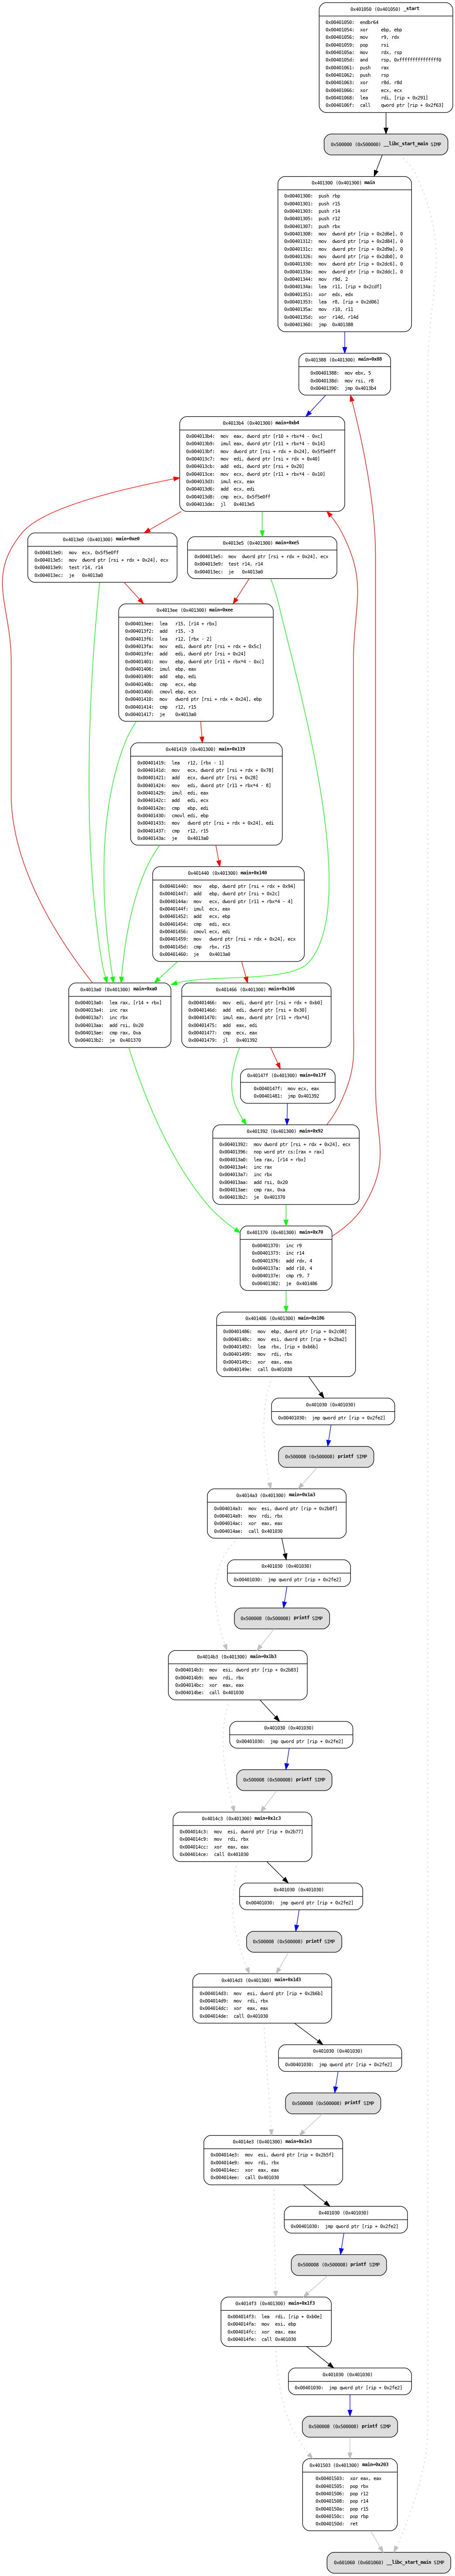 0x401050 (0x401050) _start
0x00401050: endbr64
0x00401054: xor ebp, ebp
0x00401056: mov r9, rdx
0x00401059: pop rsi
0x0040105a: mov rdx, rsp
0x0040105d: and rsp, 0xfffffffffffffff0
0x00401061: push rax
0x00401062: push rsp
0x00401063: xor r8d, r8d
0x00401066: xor ecx, ecx
0x00401068: lea rdi, [rip + 0x291]
0x0040106f: call qword ptr [rip + 0x2f63]
0x500000 (0x500000) __libc_start_main SIMP
0x401300 (0x401300) main
0x00401300: push rbp
0x00401301: push r15
0x00401303: push r14
0x00401305: push r12
0x00401307: push rbx
0x00401308: mov dword ptr [rip + 0x2d6e], 0
0x00401312: mov dword ptr [rip + 0x2d84], 0
0x0040131c: mov dword ptr [rip + 0x2d9a], 0
0x00401326: mov dword ptr [rip + 0x2db0], 0
0x00401330: mov dword ptr [rip + 0x2dc6], 0
0x0040133a: mov dword ptr [rip + 0x2ddc], 0
0x00401344: mov r9d, 2
0x0040134a: lea r11, [rip + 0x2cdf]
0x00401351: xor edx, edx
0x00401353: lea r8, [rip + 0x2d06]
0x0040135a: mov r10, r11
0x0040135d: xor r14d, r14d
0x00401360: jmp 0x401388
0x401388 (0x401300) main+0x88
0x00401388: mov ebx, 5
0x0040138d: mov rsi, r8
0x00401390: jmp 0x4013b4
0x4013b4 (0x401300) main+0xb4
0x004013b4: mov eax, dword ptr [r10 + rbx*4 - 0xc]
0x004013b9: imul eax, dword ptr [r11 + rbx*4 - 0x14]
0x004013bf: mov dword ptr [rsi + rdx + 0x24], 0x5f5e0ff
0x004013c7: mov edi, dword ptr [rsi + rdx + 0x40]
0x004013cb: add edi, dword ptr [rsi + 0x20]
0x004013ce: mov ecx, dword ptr [r11 + rbx*4 - 0x10]
0x004013d3: imul ecx, eax
0x004013d6: add ecx, edi
0x004013d8: cmp ecx, 0x5f5e0ff
0x004013de: jl 0x4013e5
0x4013e0 (0x401300) main+0xe0
0x004013e0: mov ecx, 0x5f5e0ff
0x004013e5: mov dword ptr [rsi + rdx + 0x24], ecx
0x004013e9: test r14, r14
0x004013ec: je 0x4013a0
0x4013e5 (0x401300) main+0xe5
0x004013e5: mov dword ptr [rsi + rdx + 0x24], ecx
0x004013e9: test r14, r14
0x004013ec: je 0x4013a0
0x4013ee (0x401300) main+0xee
0x004013ee: lea r15, [r14 + rbx]
0x004013f2: add r15, -3
0x004013f6: lea r12, [rbx - 2]
0x004013fa: mov edi, dword ptr [rsi + rdx + 0x5c]
0x004013fe: add edi, dword ptr [rsi + 0x24]
0x00401401: mov ebp, dword ptr [r11 + rbx*4 - 0xc]
0x00401406: imul ebp, eax
0x00401409: add ebp, edi
0x0040140b: cmp ecx, ebp
0x0040140d: cmovl ebp, ecx
0x00401410: mov dword ptr [rsi + rdx + 0x24], ebp
0x00401414: cmp r12, r15
0x00401417: je 0x4013a0
0x401419 (0x401300) main+0x119
0x00401419: lea r12, [rbx - 1]
0x0040141d: mov ecx, dword ptr [rsi + rdx + 0x78]
0x00401421: add ecx, dword ptr [rsi + 0x28]
0x00401424: mov edi, dword ptr [r11 + rbx*4 - 8]
0x00401429: imul edi, eax
0x0040142c: add edi, ecx
0x0040142e: cmp ebp, edi
0x00401430: cmovl edi, ebp
0x00401433: mov dword ptr [rsi + rdx + 0x24], edi
0x00401437: cmp r12, r15
0x0040143a: je 0x4013a0
0x401440 (0x401300) main+0x140
0x00401440: mov ebp, dword ptr [rsi + rdx + 0x94]
0x00401447: add ebp, dword ptr [rsi + 0x2c]
0x0040144a: mov ecx, dword ptr [r11 + rbx*4 - 4]
0x0040144f: imul ecx, eax
0x00401452: add ecx, ebp
0x00401454: cmp edi, ecx
0x00401456: cmovl ecx, edi
0x00401459: mov dword ptr [rsi + rdx + 0x24], ecx
0x0040145d: cmp rbx, r15
0x00401460: je 0x4013a0
0x4013a0 (0x401300) main+0xa0
0x004013a0: lea rax, [r14 + rbx]
0x004013a4: inc rax
0x004013a7: inc rbx
0x004013aa: add rsi, 0x20
0x004013ae: cmp rax, 0xa
0x004013b2: je 0x401370
0x401466 (0x401300) main+0x166
0x00401466: mov edi, dword ptr [rsi + rdx + 0xb0]
0x0040146d: add edi, dword ptr [rsi + 0x30]
0x00401470: imul eax, dword ptr [r11 + rbx*4]
0x00401475: add eax, edi
0x00401477: cmp ecx, eax
0x00401479: jl 0x401392
0x40147f (0x401300) main+0x17f
0x0040147f: mov ecx, eax
0x00401481: jmp 0x401392
0x401392 (0x401300) main+0x92
0x00401392: mov dword ptr [rsi + rdx + 0x24], ecx
0x00401396: nop word ptr cs:[rax + rax]
0x004013a0: lea rax, [r14 + rbx]
0x004013a4: inc rax
0x004013a7: inc rbx
0x004013aa: add rsi, 0x20
0x004013ae: cmp rax, 0xa
0x004013b2: je 0x401370
0x401370 (0x401300) main+0x70
0x00401370: inc r9
0x00401373: inc r14
0x00401376: add rdx, 4
0x0040137a: add r10, 4
0x0040137e: cmp r9, 7
0x00401382: je 0x401486
0x401486 (0x401300) main+0x186
0x00401486: mov ebp, dword ptr [rip + 0x2c08]
0x0040148c: mov esi, dword ptr [rip + 0x2ba2]
0x00401492: lea rbx, [rip + 0xb6b]
0x00401499: mov rdi, rbx
0x0040149c: xor eax, eax
0x0040149e: call 0x401030
0x401030 (0x401030)
0x00401030: jmp qword ptr [rip + 0x2fe2]
0x500008 (0x500008) printf SIMP
0x4014a3 (0x401300) main+0x1a3
0x004014a3: mov esi, dword ptr [rip + 0x2b8f]
0x004014a9: mov rdi, rbx
0x004014ac: xor eax, eax
0x004014ae: call 0x401030
0x401030 (0x401030)
0x00401030: jmp qword ptr [rip + 0x2fe2]
0x500008 (0x500008) printf SIMP
0x4014b3 (0x401300) main+0x1b3
0x004014b3: mov esi, dword ptr [rip + 0x2b83]
0x004014b9: mov rdi, rbx
0x004014bc: xor eax, eax
0x004014be: call 0x401030
0x401030 (0x401030)
0x00401030: jmp qword ptr [rip + 0x2fe2]
0x500008 (0x500008) printf SIMP
0x4014c3 (0x401300) main+0x1c3
0x004014c3: mov esi, dword ptr [rip + 0x2b77]
0x004014c9: mov rdi, rbx
0x004014cc: xor eax, eax
0x004014ce: call 0x401030
0x401030 (0x401030)
0x00401030: jmp qword ptr [rip + 0x2fe2]
0x500008 (0x500008) printf SIMP
0x4014d3 (0x401300) main+0x1d3
0x004014d3: mov esi, dword ptr [rip + 0x2b6b]
0x004014d9: mov rdi, rbx
0x004014dc: xor eax, eax
0x004014de: call 0x401030
0x401030 (0x401030)
0x00401030: jmp qword ptr [rip + 0x2fe2]
0x500008 (0x500008) printf SIMP
0x4014e3 (0x401300) main+0x1e3
0x004014e3: mov esi, dword ptr [rip + 0x2b5f]
0x004014e9: mov rdi, rbx
0x004014ec: xor eax, eax
0x004014ee: call 0x401030
0x401030 (0x401030)
0x00401030: jmp qword ptr [rip + 0x2fe2]
0x500008 (0x500008) printf SIMP
0x4014f3 (0x401300) main+0x1f3
0x004014f3: lea rdi, [rip + 0xb0e]
0x004014fa: mov esi, ebp
0x004014fc: xor eax, eax
0x004014fe: call 0x401030
0x401030 (0x401030)
0x00401030: jmp qword ptr [rip + 0x2fe2]
0x500008 (0x500008) printf SIMP
0x401503 (0x401300) main+0x203
0x00401503: xor eax, eax
0x00401505: pop rbx
0x00401506: pop r12
0x00401508: pop r14
0x0040150a: pop r15
0x0040150c: pop rbp
0x0040150d: ret
0x601060 (0x601060) __libc_start_main SIMP